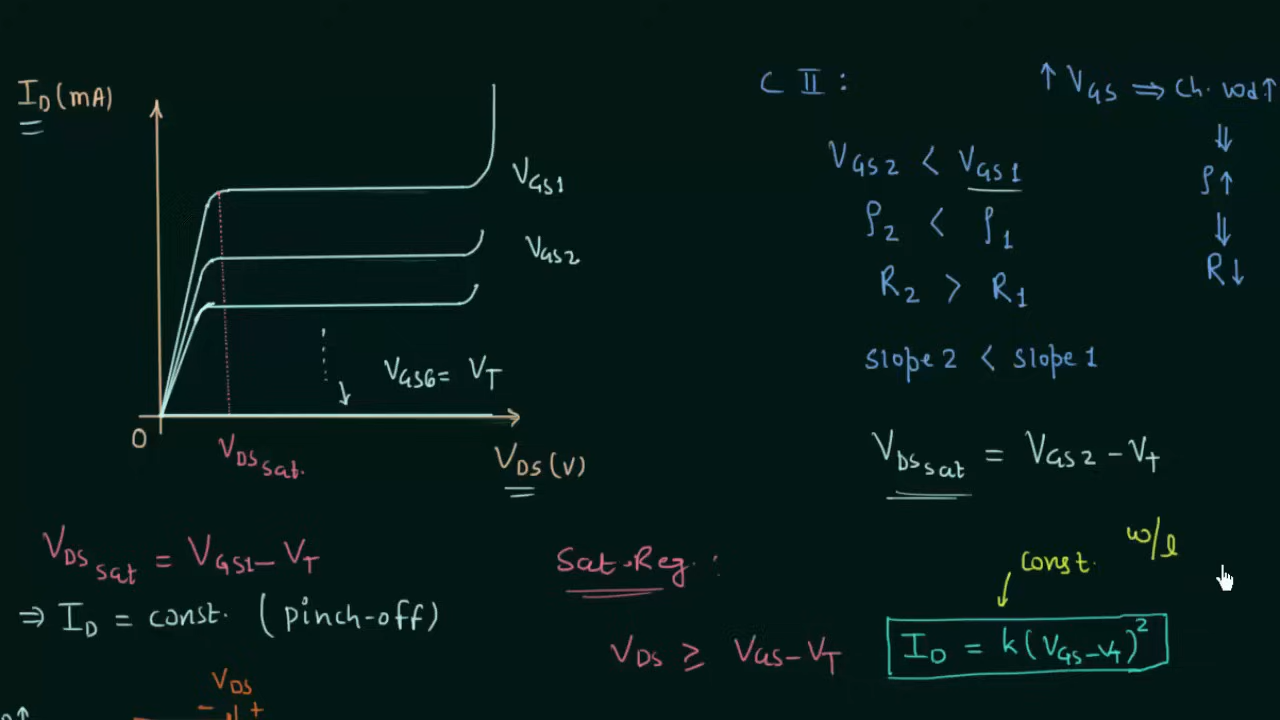 I_D (mA)
V_GS1
V_GS2
V_GS6 = V_T
0
V_DS sat.
V_DS (V)
V_DS sat = V_GS1 - V_T
⇒ I_D = const. (pinch-off)
V_DS
- +
C II :
V_GS2 < V_GS1
ρ_2 < ρ_1
R_2 > R_1
slope 2 < slope 1
V_DS sat = V_GS2 - V_T
↑ V_GS ⇒ Ch. wd ↑
⇓
ρ ↑
⇓
R ↓
Sat. Reg. :
const.
w/l
V_DS ≥ V_GS - V_T
I_D = k (V_GS - V_T)^2